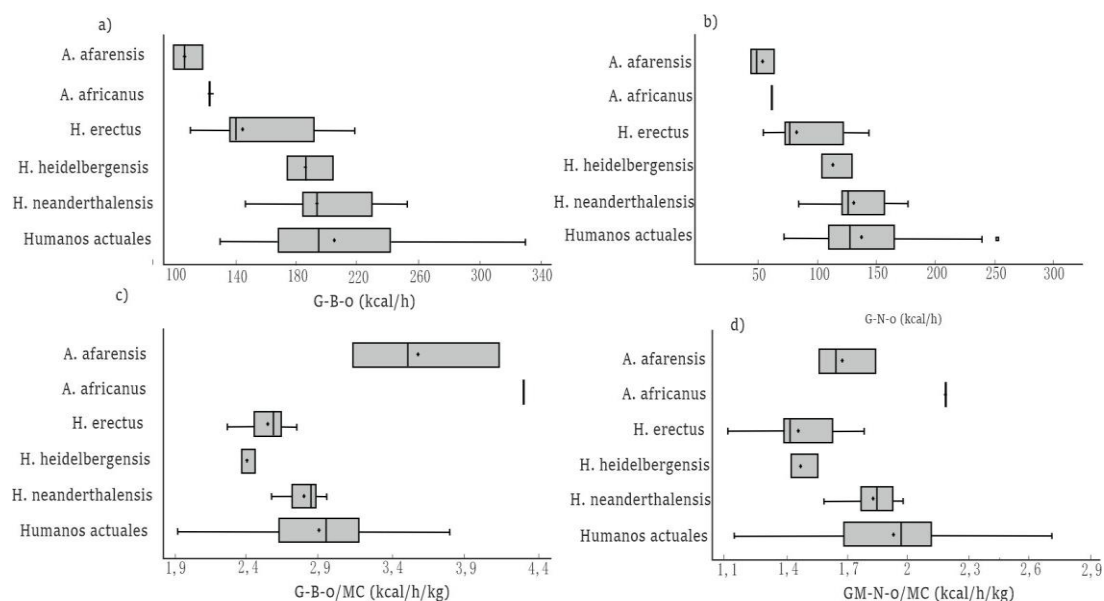 a)
A. afarensis
A. africanus
H. erectus
H. heidelbergensis
H. neanderthalensis
Humanos actuales
100 140 180 220 260 300 340
G-B-o (kcal/h)
b)
A. afarensis
A. africanus
H. erectus
H. heidelbergensis
H. neanderthalensis
Humanos actuales
50 100 150 200 250 300
G-N-o (kcal/h)
c)
A. afarensis
A. africanus
H. erectus
H. heidelbergensis
H. neanderthalensis
Humanos actuales
1,9 2,4 2,9 3,4 3,9 4,4
G-B-o/MC (kcal/h/kg)
d)
A. afarensis
A. africanus
H. erectus
H. heidelbergensis
H. neanderthalensis
Humanos actuales
1,1 1,4 1,7 2 2,3 2,6 2,9
GM-N-o/MC (kcal/h/kg)